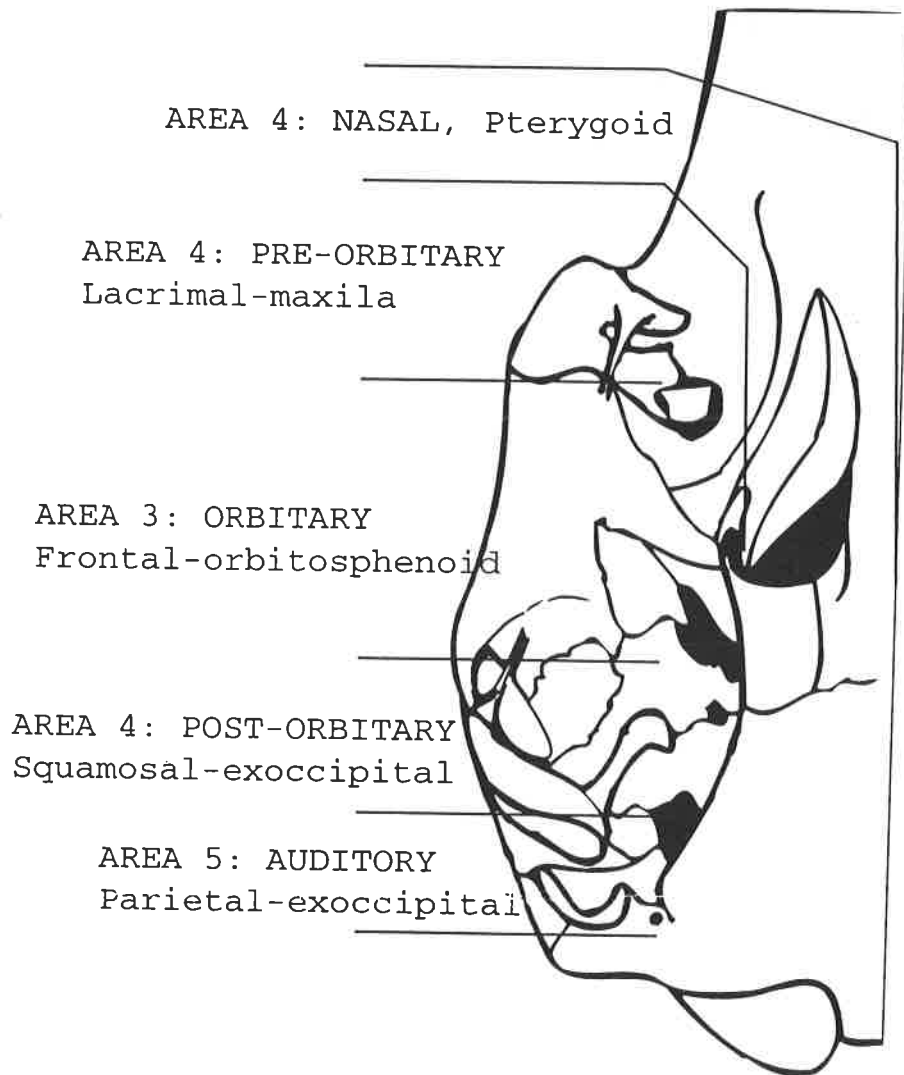 AREA 4: NASAL, Pterygoid
AREA 4: PRE-ORBITARY
Lacrimal-maxila
AREA 3: ORBITARY
Frontal-orbitosphenoid
AREA 4: POST-ORBITARY
Squamosal-exoccipital
AREA 5: AUDITORY
Parietal-exoccipital